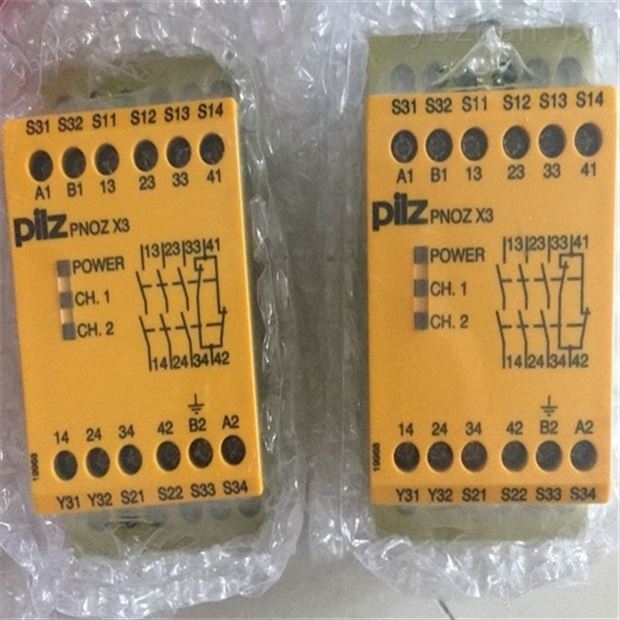 S31 S32 S11 S12 S13 S14
A1 B1 13 23 33 41
pilz PNOZ X3
13 23 33 41
POWER
CH. 1
CH. 2
14 24 34 42
14 24 34 42 B2 A2
Y31 Y32 S21 S22 S33 S34
S31 S32 S11 S12 S13 S14
A1 B1 13 23 33 41
pilz PNOZ X3
13 23 33 41
POWER
CH. 1
CH. 2
14 24 34 42
14 24 34 42 B2 A2
Y31 Y32 S21 S22 S33 S34